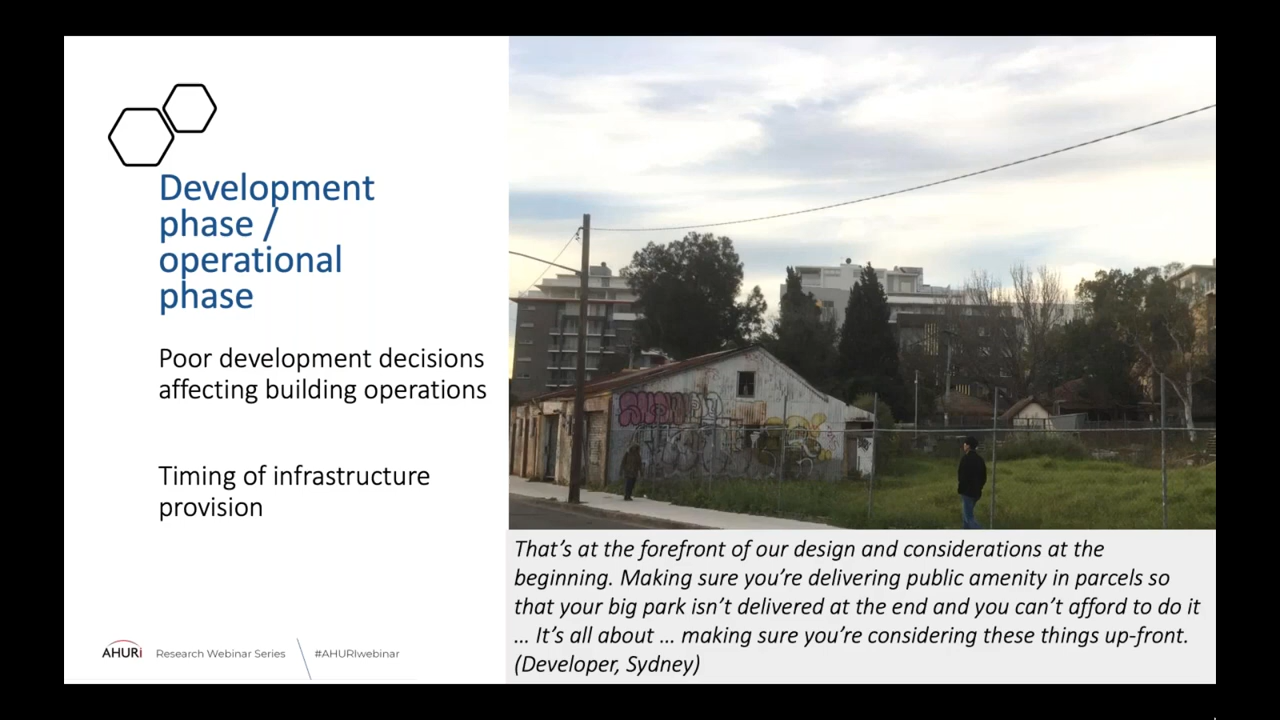 Development
phase /
operational
phase
Poor development decisions
affecting building operations
Timing of infrastructure
provision
That’s at the forefront of our design and considerations at the
beginning. Making sure you’re delivering public amenity in parcels so
that your big park isn’t delivered at the end and you can’t afford to do it
... It’s all about ... making sure you’re considering these things up-front.
(Developer, Sydney)
AHURI Research Webinar Series #AHURIwebinar